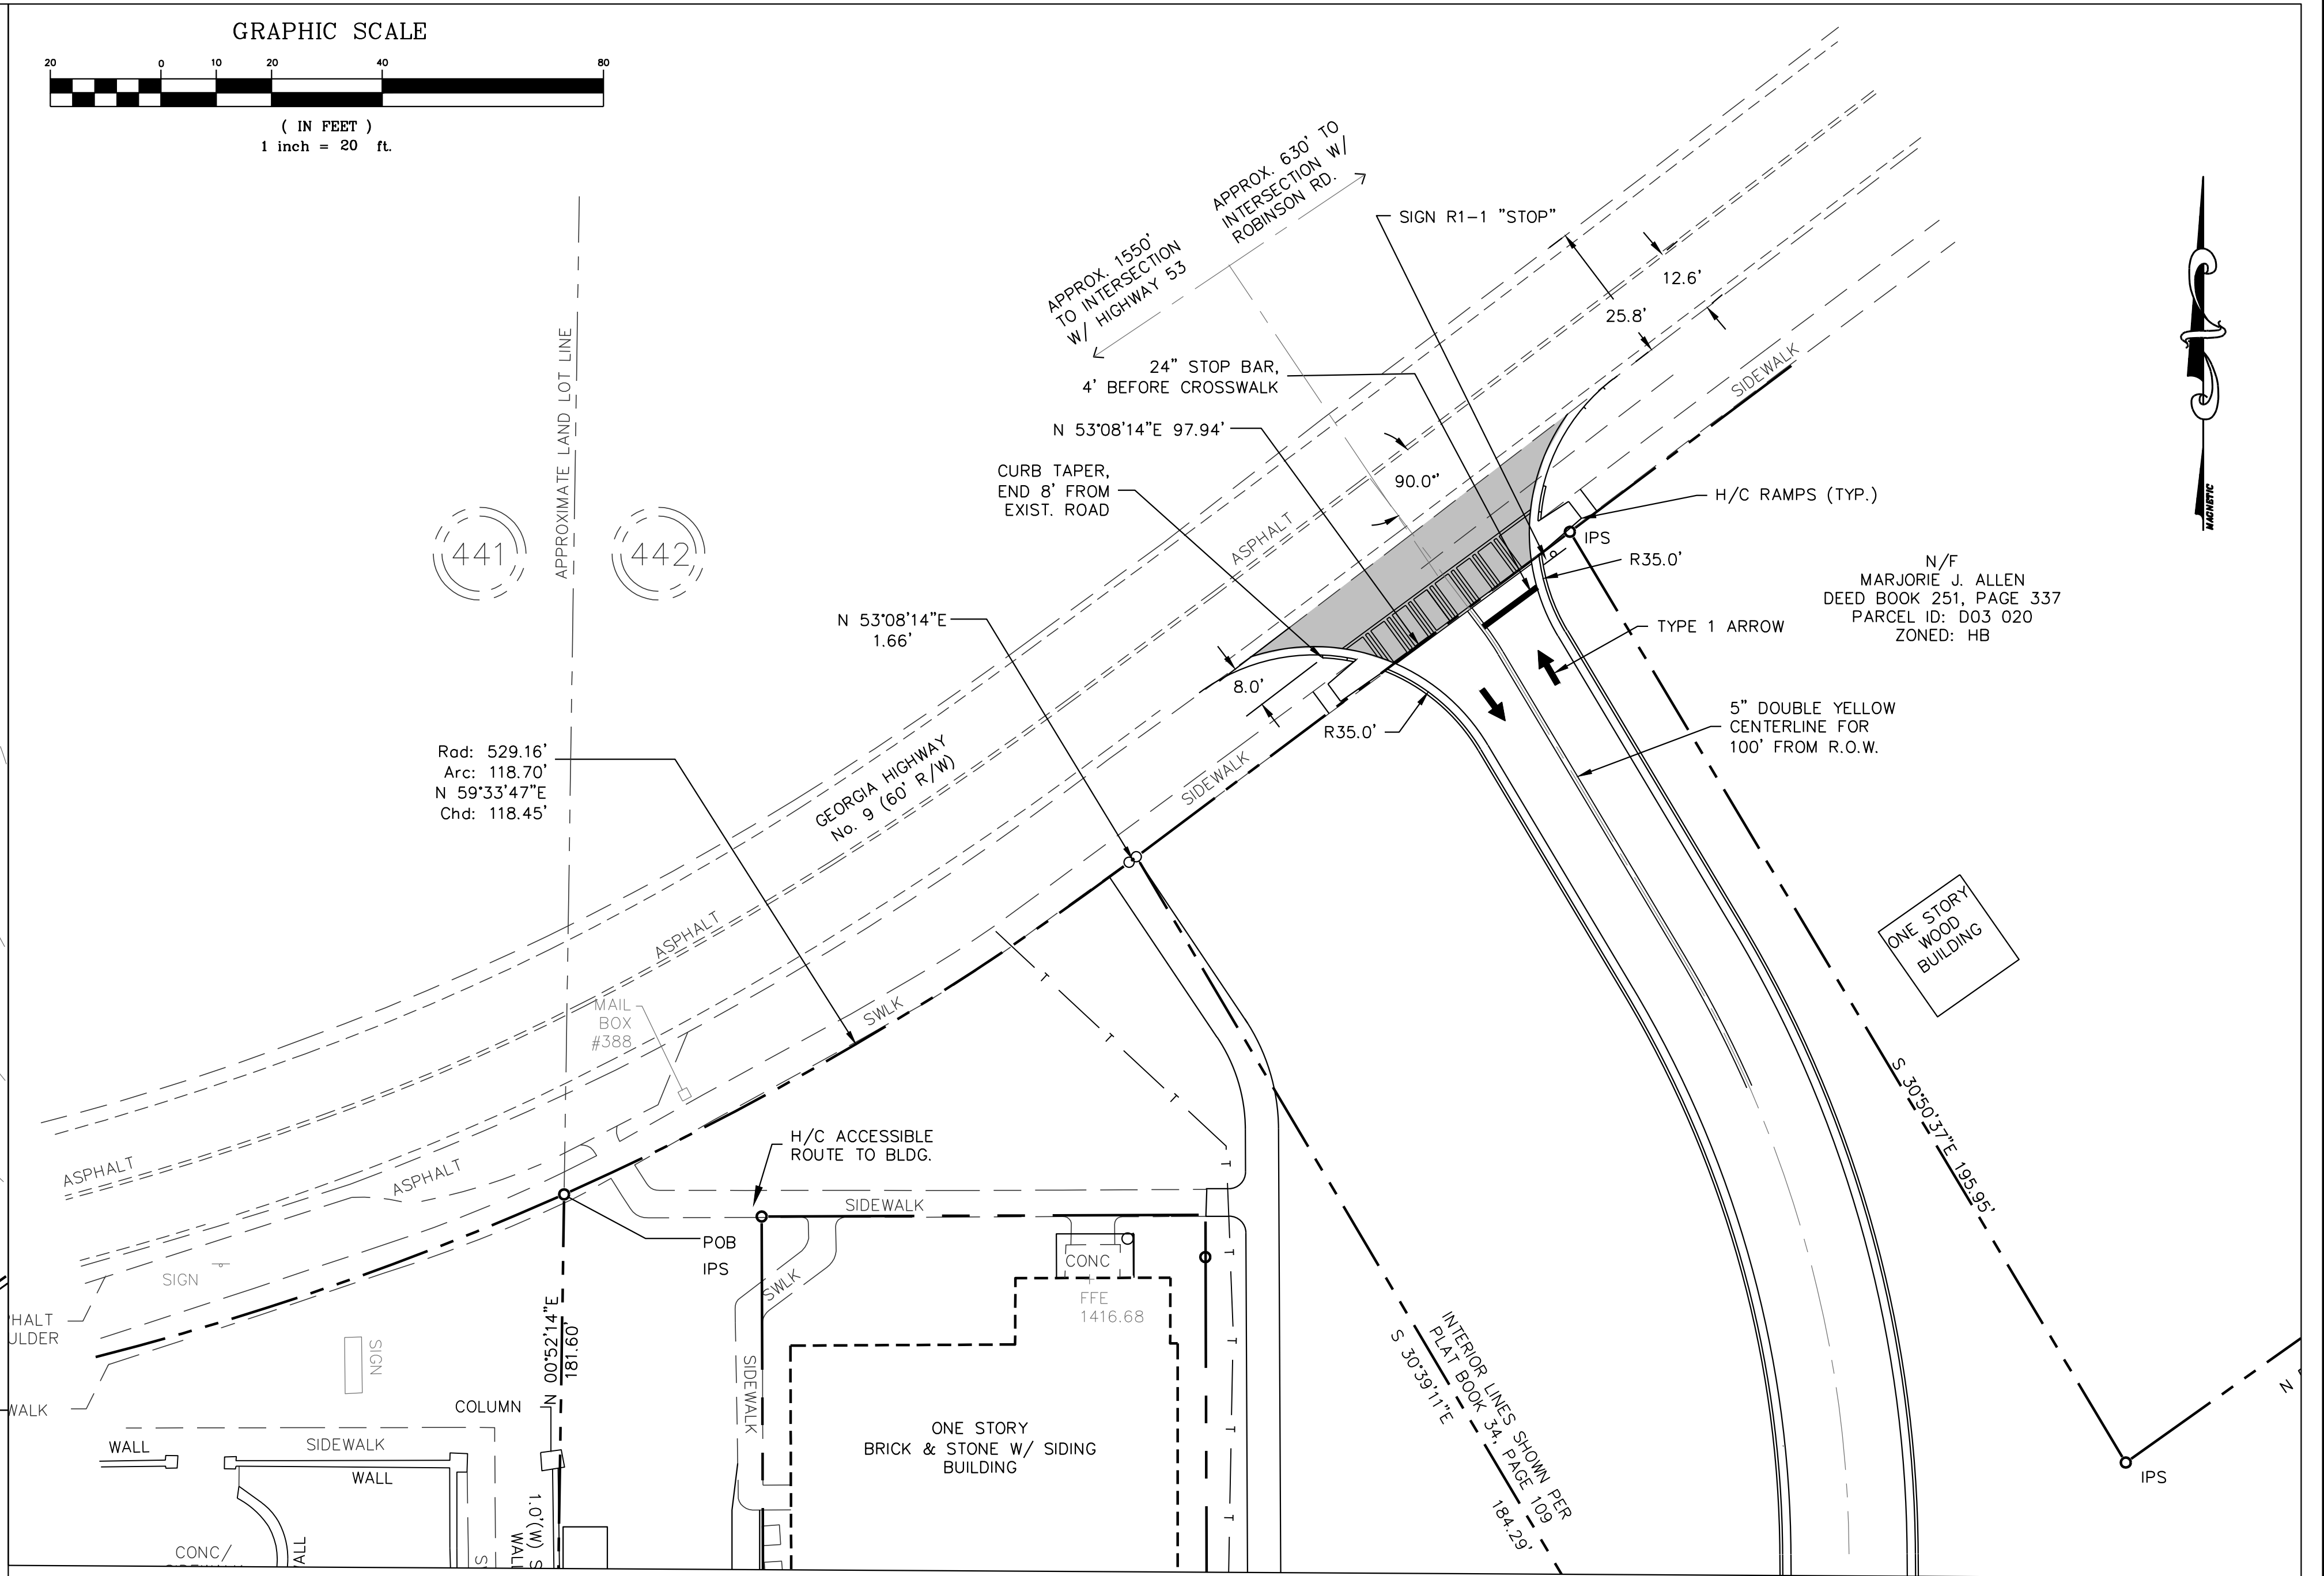 GRAPHIC SCALE
20 0 10 20 40 80
( IN FEET )
1 inch = 20 ft.
APPROX. 630' TO
INTERSECTION W/
ROBINSON RD.
APPROX. 1550'
TO INTERSECTION
W/ HIGHWAY 53
SIGN R1-1 "STOP"
12.6'
25.8'
24" STOP BAR,
4' BEFORE CROSSWALK
SIDEWALK
N 53°08'14"E 97.94'
CURB TAPER,
END 8' FROM
EXIST. ROAD
90.0°'
ASPHALT
H/C RAMPS (TYP.)
IPS
R35.0'
MAGNETIC
APPROXIMATE LAND LOT LINE
441
442
N/F
MARJORIE J. ALLEN
DEED BOOK 251, PAGE 337
PARCEL ID: D03 020
ZONED: HB
N 53°08'14"E
1.66'
TYPE 1 ARROW
8.0'
R35.0'
5" DOUBLE YELLOW
CENTERLINE FOR
100' FROM R.O.W.
Rad: 529.16'
Arc: 118.70'
N 59°33'47"E
Chd: 118.45'
GEORGIA HIGHWAY
No. 9 (60' R/W)
SIDEWALK
ASPHALT
ONE STORY
WOOD
BUILDING
MAIL
BOX
#388
SWLK
T
T
T
S 30°50'37"E 195.95'
H/C ACCESSIBLE
ROUTE TO BLDG.
ASPHALT
ASPHALT
SIDEWALK
T
T
POB
IPS
SIGN
CONC
T
SWLK
FFE
1416.68
T
HALT
ULDER
SIGN
N 00°52'14"E
181.60'
SIDEWALK
INTERIOR LINES SHOWN PER
PLAT BOOK 34, PAGE 109
S 30°39'11"E
184.29'
T
WALK
COLUMN
WALL
SIDEWALK
WALL
ONE STORY
BRICK & STONE W/ SIDING
BUILDING
T
T
IPS
N
1.0'(W) S
WALL
S
CONC/
ALL